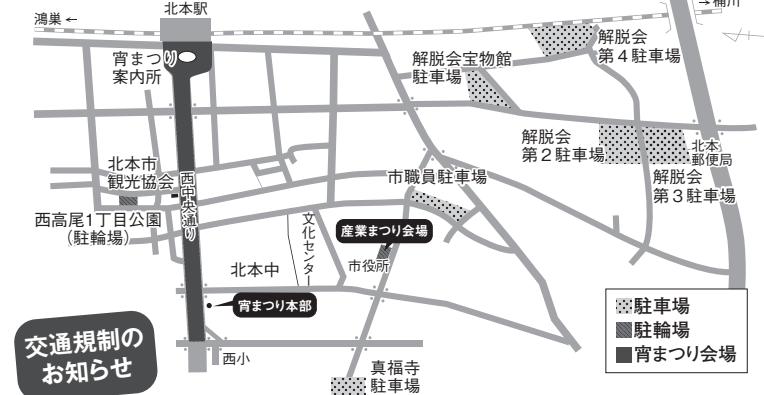 北本駅
鴻巣←
→桶川
宵まつり
案内所
解脱会宝物館
駐車場
解脱会
第4駐車場
解脱会
第2駐車場
北本
郵便局
解脱会
第3駐車場
北本市
観光協会
西中央通り
市職員駐車場
西高尾1丁目公園
(駐輪場)
文化センター
産業まつり会場
市役所
北本中
宵まつり本部
駐車場
駐輪場
宵まつり会場
交通規制の
お知らせ
西小
真福寺
駐車場